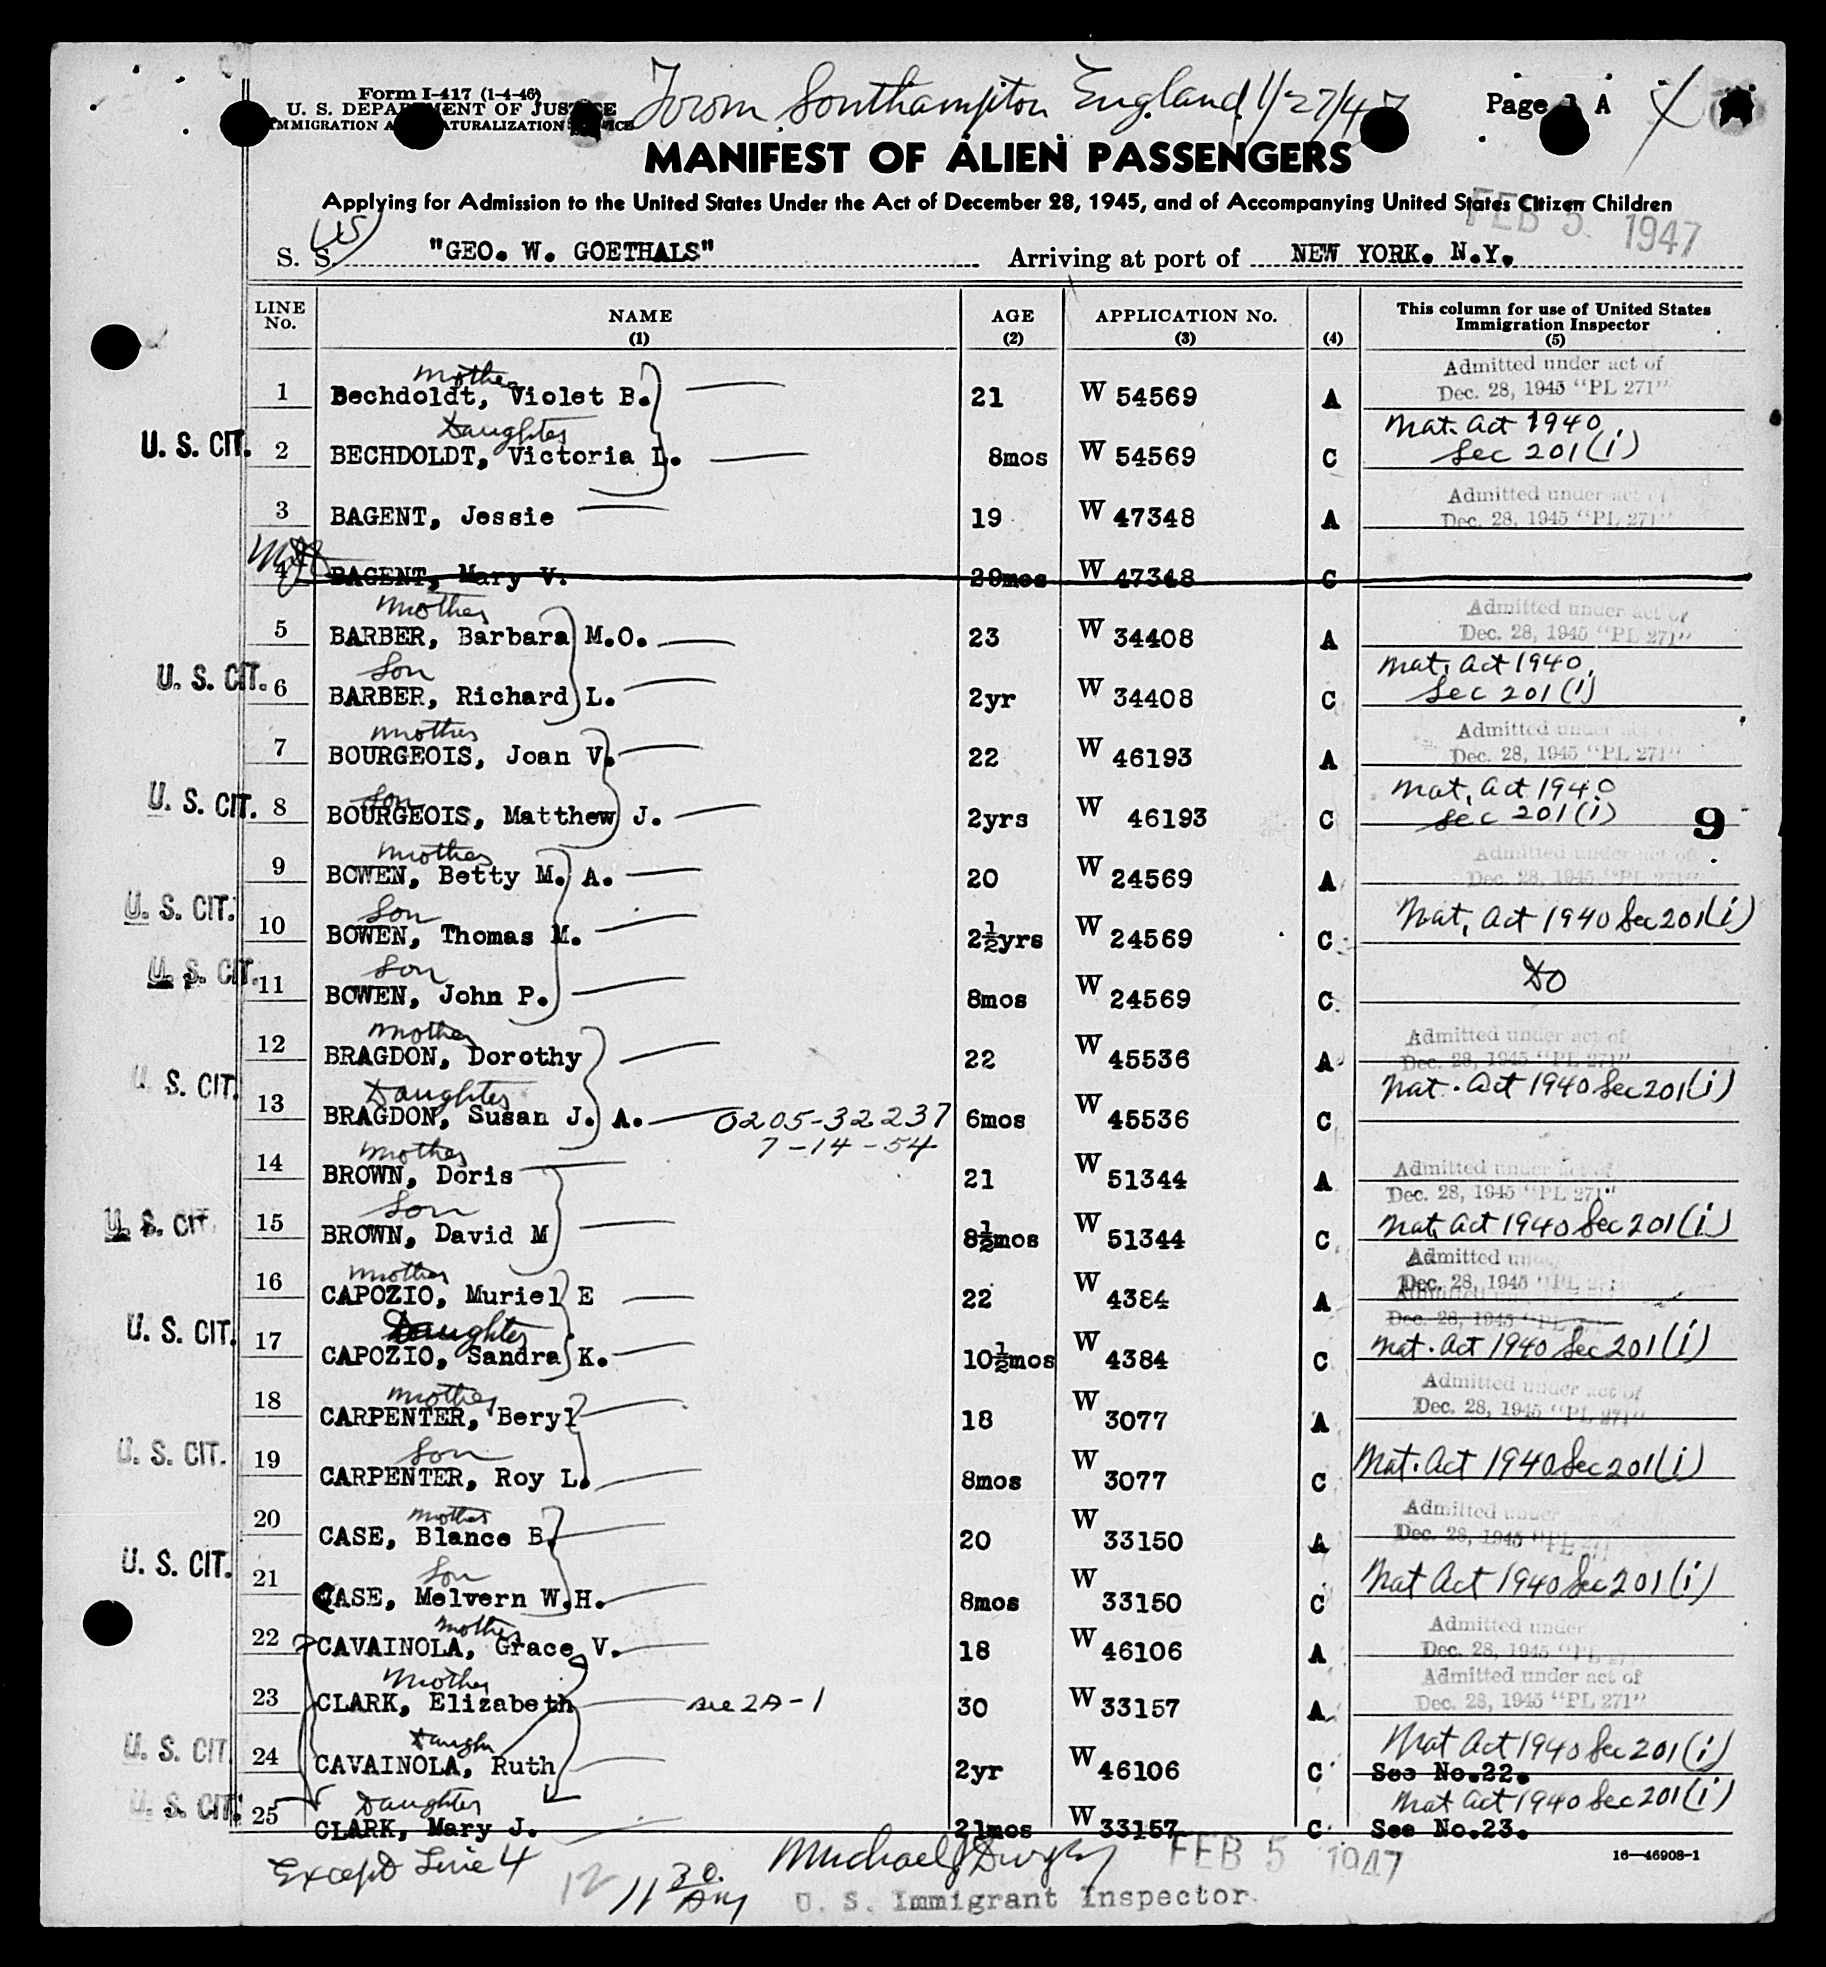 Form I-417 (1-4-46)
U. S. DEPARTMENT OF JUSTICE
IMMIGRATION AND NATURALIZATION SERVICE
From Southampton England 1/27/47
Page 1 A
MANIFEST OF ALIEN PASSENGERS
Applying for Admission to the United States Under the Act of December 28, 1945, and of Accompanying United States Citizen Children
FEB 5 1947
(US)
S. S. "GEO. W. GOETHALS" Arriving at port of NEW YORK. N.Y.
LINE No. NAME (1) AGE (2) APPLICATION No. (3) (4) This column for use of United States Immigration Inspector (5)
Mother Admitted under act of
1 Bechdoldt, Violet B. 21 W 54569 A Dec. 28, 1945 "PL 271"
Daughter Nat. Act 1940
U. S. CIT. 2 BECHDOLDT, Victoria L. 8mos W 54569 C Sec 201(i)
Admitted under act of
3 BAGENT, Jessie 19 W 47348 A Dec. 28, 1945 "PL 271"
4 BAGENT, Mary V. 29mos W 47348 C
Mother Admitted under act of
5 BARBER, Barbara M.O. 23 W 34408 A Dec. 28, 1945 "PL 271"
Son Nat. Act 1940
U. S. CIT. 6 BARBER, Richard L. 2yr W 34408 C Sec 201(i)
Mother Admitted under act of
7 BOURGEOIS, Joan V. 22 W 46193 A Dec. 28, 1945 "PL 271"
Son Nat. Act 1940
U. S. CIT. 8 BOURGEOIS, Matthew J. 2yrs W 46193 C Sec 201(i) 9
Mother Admitted under act of
9 BOWEN, Betty M. A. 20 W 24569 A Dec. 28, 1945 "PL 271"
Son
U. S. CIT. 10 BOWEN, Thomas M. 2½yrs W 24569 C Nat. Act 1940 Sec 201(i)
Son
U. S. CIT. 11 BOWEN, John P. 8mos W 24569 C DO
Mother Admitted under act of
12 BRAGDON, Dorothy 22 W 45536 A Dec. 28, 1945 "PL 271"
Daughter
U. S. CIT. 13 BRAGDON, Susan J. A. 0205-32237 6mos W 45536 C Nat. Act 1940 Sec 201(i)
7-14-54
Mother Admitted under act of
14 BROWN, Doris 21 W 51344 A Dec. 28, 1945 "PL 271"
Son
U. S. CIT. 15 BROWN, David M 8½mos W 51344 C Nat. Act 1940 Sec 201(i)
Mother Admitted under
16 CAPOZIO, Muriel E 22 W 4384 A Dec. 28, 1945 "PL 271
Admitted under
Dec. 28, 1945 "PL 271
Daughter
U. S. CIT. 17 CAPOZIO, Sandra K. 10½mos W 4384 C Nat. Act 1940 Sec 201(i)
Mother Admitted under act of
18 CARPENTER, Beryl 18 W 3077 A Dec. 28, 1945 "PL 271"
Son
U. S. CIT. 19 CARPENTER, Roy L. 8mos W 3077 C Nat. Act 1940 Sec 201(i)
Mother Admitted under act of
20 CASE, Blance B. 20 W 33150 A Dec. 28, 1945 "PL 271
Son
U. S. CIT. 21 CASE, Melvern W.H. 8mos W 33150 C Nat Act 1940 Sec 201(i)
Mother Admitted under
22 CAVAINOLA, Grace V. 18 W 46106 A Dec. 28, 1945 "PL
Mother Admitted under act of
23 CLARK, Elizabeth see 2A-1 30 W 33157 A Dec. 28, 1945 "PL 271"
Daughter Nat Act 1940 Sec 201(i)
U. S. CIT. 24 CAVAINOLA, Ruth 2yr W 46106 C See No.22.
Daughter Nat Act 1940 Sec 201(i)
U. S. CIT. 25 CLARK, Mary J. 21mos W 33157 C See No.23.
16—46908-1
Except Line 4 12 11 30 AM Michael J Dwyer FEB 5 1947
U. S. Immigrant Inspector